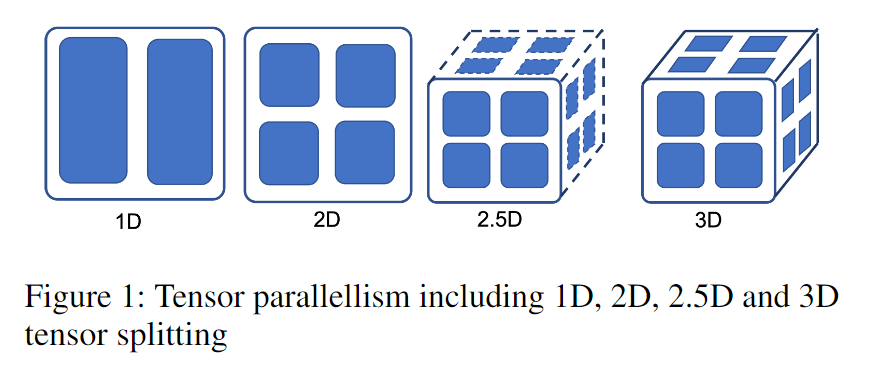 1D
2D
2.5D
3D
Figure 1: Tensor parallellism including 1D, 2D, 2.5D and 3D
tensor splitting